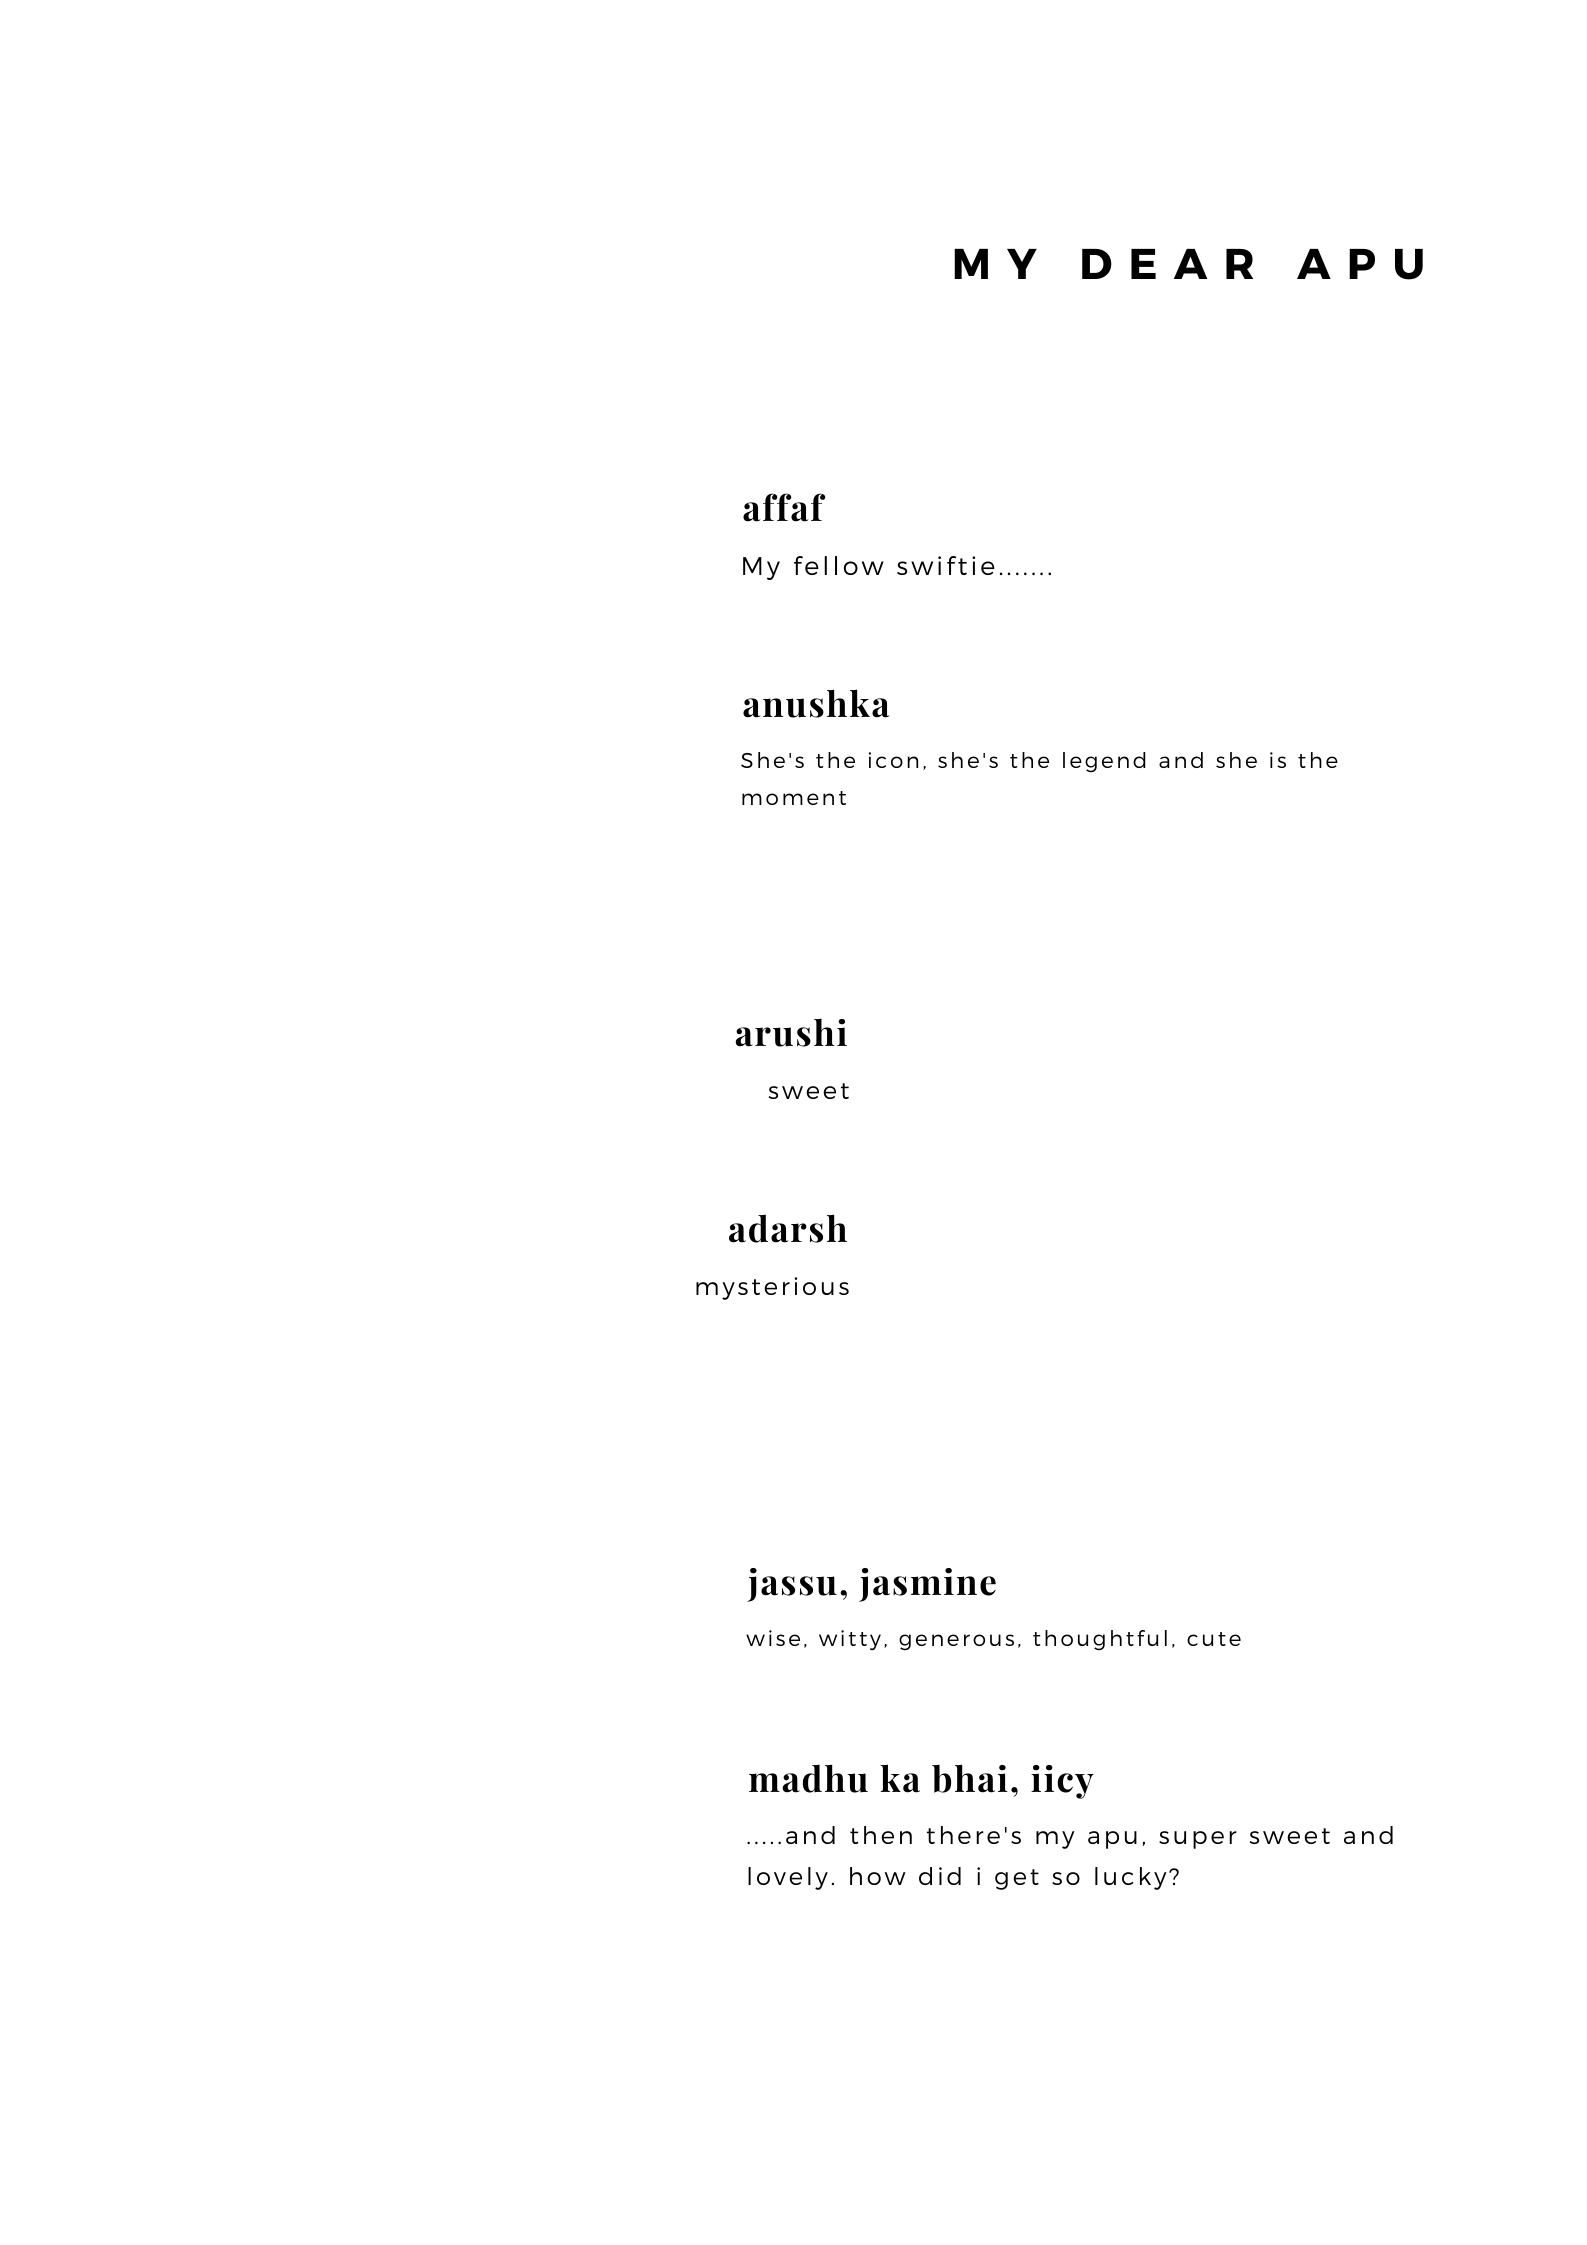 MY DEAR APU
affaf
My fellow swiftie.......
anushka
She's the icon, she's the legend and she is the
moment
arushi
sweet
adarsh
mysterious
jassu, jasmine
wise, witty, generous, thoughtful, cute
madhu ka bhai, iicy
.....and then there's my apu, super sweet and
lovely. how did i get so lucky?